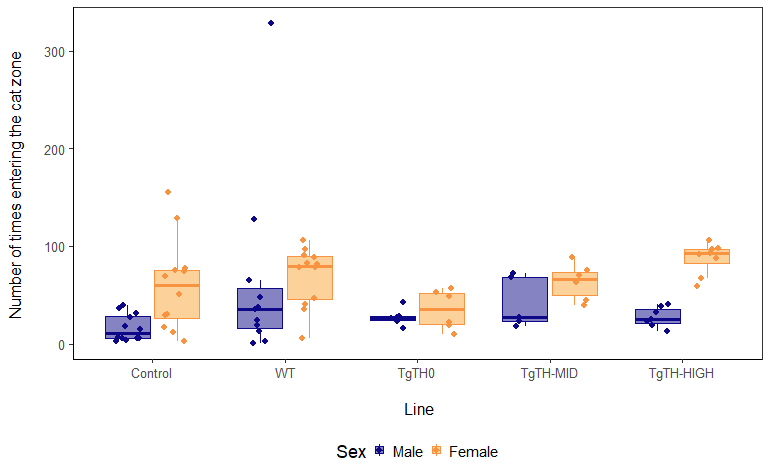 Number of times entering the cat zone
300
200
100
0
Control WT TgTH0 TgTH-MID TgTH-HIGH
Line
Sex Male Female